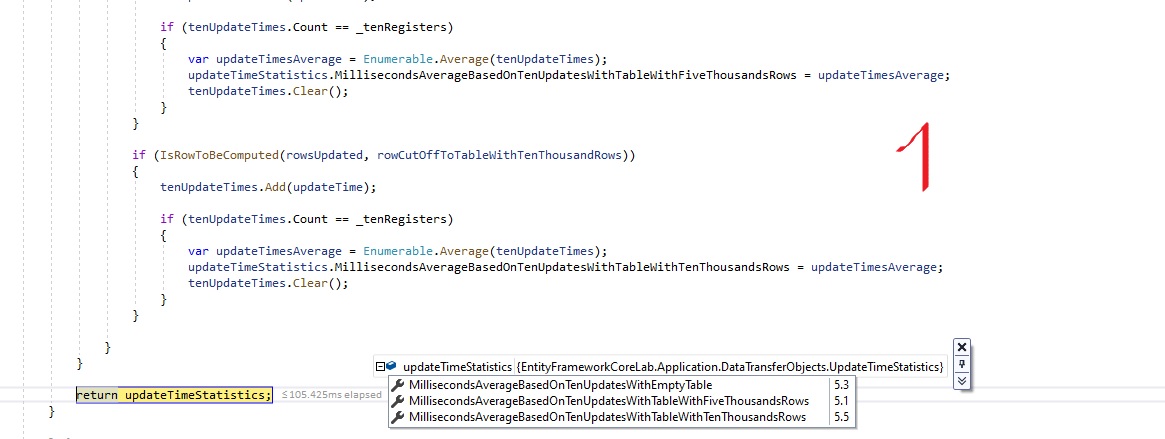 if (tenUpdateTimes.Count == _tenRegisters)
{
var updateTimesAverage = Enumerable.Average(tenUpdateTimes);
updateTimeStatistics.MillisecondsAverageBasedOnTenUpdatesWithTableWithFiveThousandsRows = updateTimesAverage;
tenUpdateTimes.Clear();
}
}
if (IsRowToBeComputed(rowsUpdated, rowCutOffToTableWithTenThousandRows))
{
tenUpdateTimes.Add(updateTime);
if (tenUpdateTimes.Count == _tenRegisters)
{
var updateTimesAverage = Enumerable.Average(tenUpdateTimes);
updateTimeStatistics.MillisecondsAverageBasedOnTenUpdatesWithTableWithTenThousandsRows = updateTimesAverage;
tenUpdateTimes.Clear();
}
}
}
}
return updateTimeStatistics; ≤105.425ms elapsed
}
updateTimeStatistics {EntityFrameworkCoreLab.Application.DataTransferObjects.UpdateTimeStatistics}
MillisecondsAverageBasedOnTenUpdatesWithEmptyTable 5.3
MillisecondsAverageBasedOnTenUpdatesWithTableWithFiveThousandsRows 5.1
MillisecondsAverageBasedOnTenUpdatesWithTableWithTenThousandsRows 5.5
1